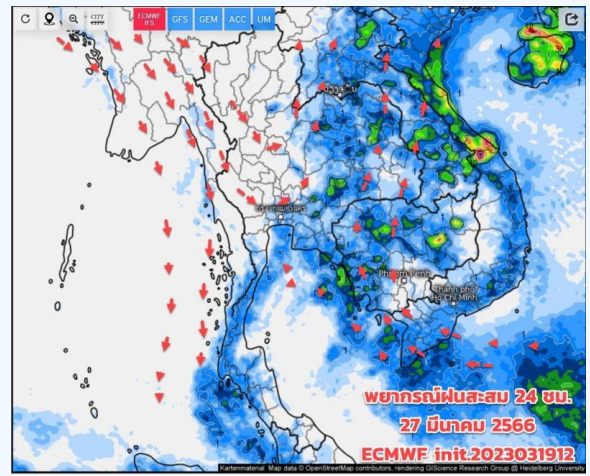 CITY
ECMWF
IFS
GFS
GEM
ACC
UM
Phnom Penh
Thành phố
Hồ Chí Minh
พยากรณ์ฝนสะสม 24 ชม.
27 มีนาคม 2566
ECMWF init.2023031912
Kartenmaterial: Map data © OpenStreetMap contributors, rendering GIScience Research Group @ Heidelberg University